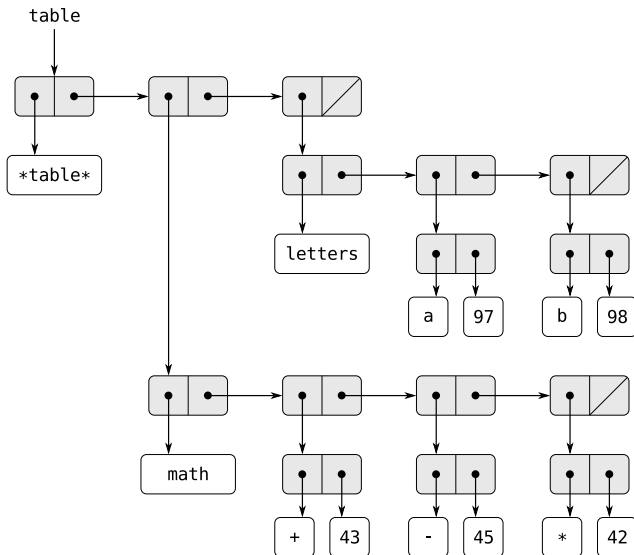 table
*table*
letters
a 97 b 98
math
+ 43 - 45 * 42